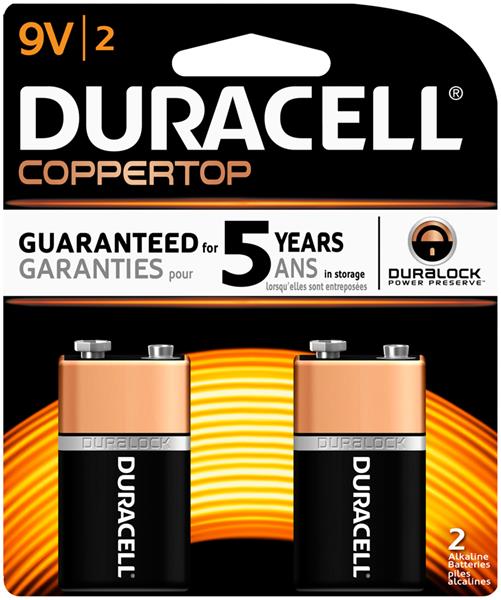 9V 2
DURACELL®
COPPERTOP
GUARANTEED for 5 YEARS
GARANTIES pour ANS in storage
lorsqu'elles sont entreposées
DURALOCK
POWER PRESERVE™
DURALOCK
DURACELL
DURALOCK
DURACELL
2
Alkaline
Batteries
piles
alcalines